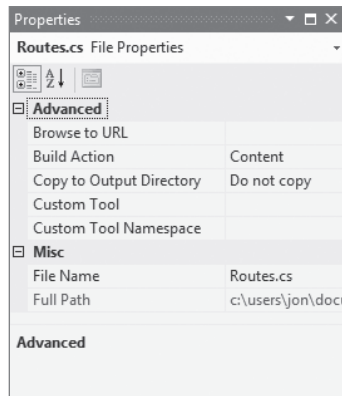 Properties
Routes.cs File Properties
Advanced
Browse to URL
Build Action Content
Copy to Output Directory Do not copy
Custom Tool
Custom Tool Namespace
Misc
File Name Routes.cs
Full Path c:\users\jon\docu
Advanced